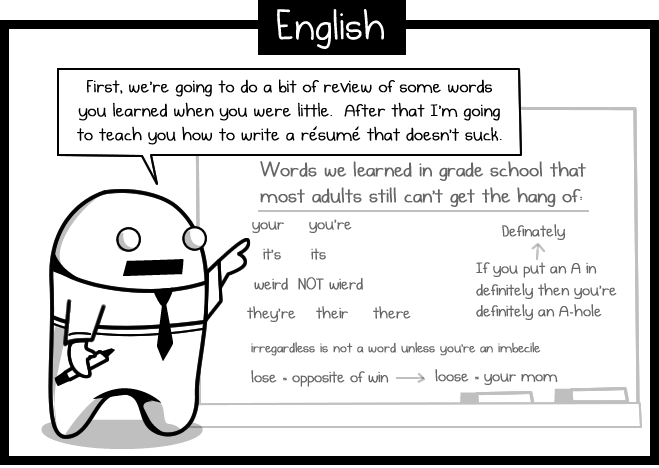 English
First, we're going to do a bit of review of some words
you learned when you were little. After that I'm going
to teach you how to write a résumé that doesn't suck.
Words we learned in grade school that
most adults still can't get the hang of:
your you're
it's its
weird NOT wierd
they're their there
Definately
If you put an A in
definitely then you're
definitely an A-hole
irregardless is not a word unless you're an imbecile
lose = opposite of win → loose = your mom